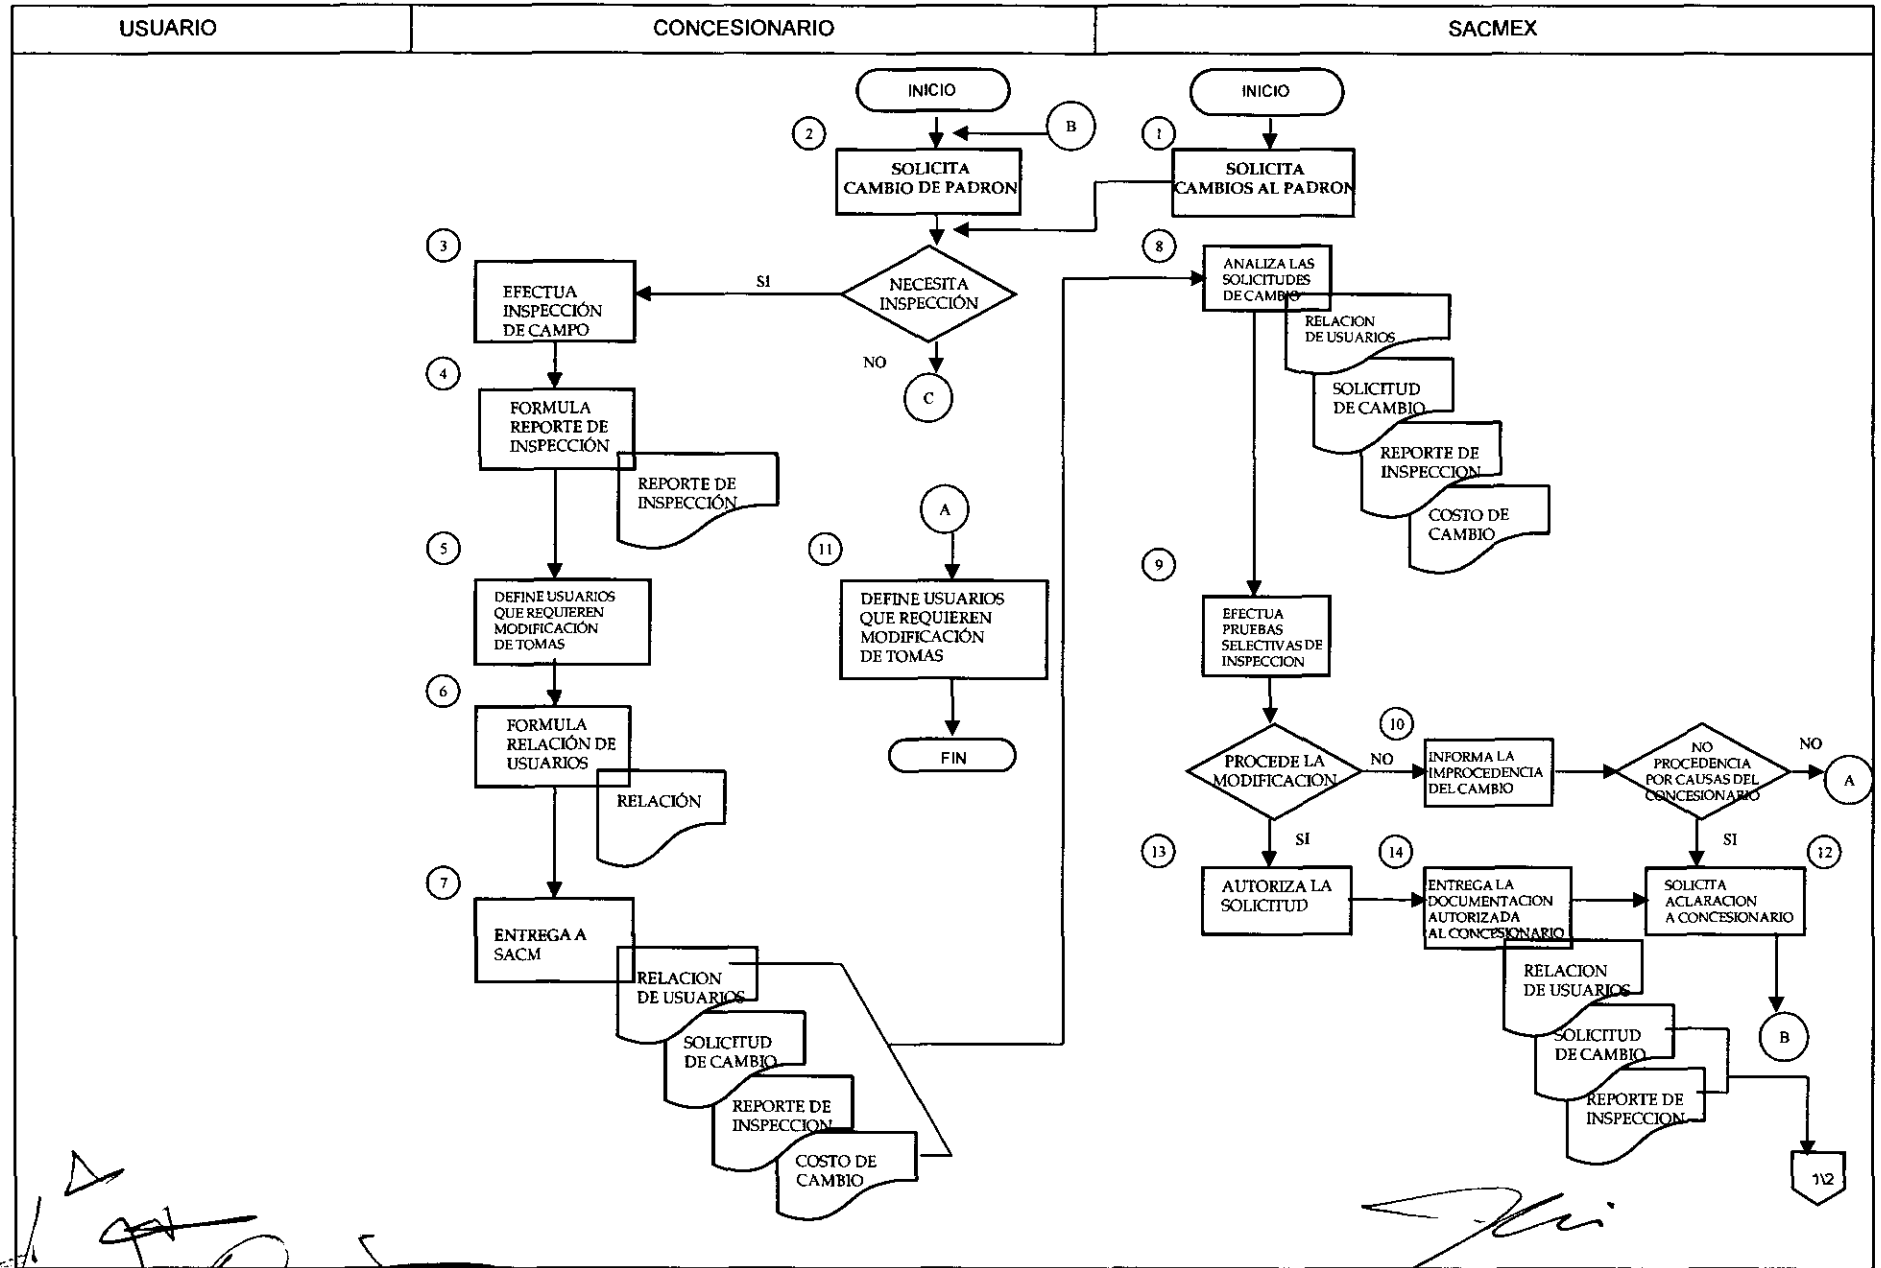 USUARIO
CONCESIONARIO
SACMEX
INICIO
B
2
SOLICITA
CAMBIO DE PADRON
INICIO
1
SOLICITA
CAMBIOS AL PADRON
NECESITA
INSPECCIÓN
SI
NO
C
3
EFECTUA
INSPECCIÓN
DE CAMPO
4
FORMULA
REPORTE DE
INSPECCIÓN
REPORTE DE
INSPECCIÓN
5
DEFINE USUARIOS
QUE REQUIEREN
MODIFICACIÓN
DE TOMAS
6
FORMULA
RELACIÓN DE
USUARIOS
RELACIÓN
7
ENTREGA A
SACM
RELACION
DE USUARIOS
SOLICITUD
DE CAMBIO
REPORTE DE
INSPECCION
COSTO DE
CAMBIO
A
11
DEFINE USUARIOS
QUE REQUIEREN
MODIFICACIÓN
DE TOMAS
FIN
8
ANALIZA LAS
SOLICITUDES
DE CAMBIO
RELACION
DE USUARIOS
SOLICITUD
DE CAMBIO
REPORTE DE
INSPECCION
COSTO DE
CAMBIO
9
EFECTUA
PRUEBAS
SELECTIVAS DE
INSPECCION
PROCEDE LA
MODIFICACION
NO
SI
10
INFORMA LA
IMPROCEDENCIA
DEL CAMBIO
NO
PROCEDENCIA
POR CAUSAS DEL
CONCESIONARIO
NO
A
SI
12
SOLICITA
ACLARACION
A CONCESIONARIO
B
13
AUTORIZA LA
SOLICITUD
14
ENTREGA LA
DOCUMENTACION
AUTORIZADA
AL CONCESIONARIO
RELACION
DE USUARIOS
SOLICITUD
DE CAMBIO
REPORTE DE
INSPECCION
1\2